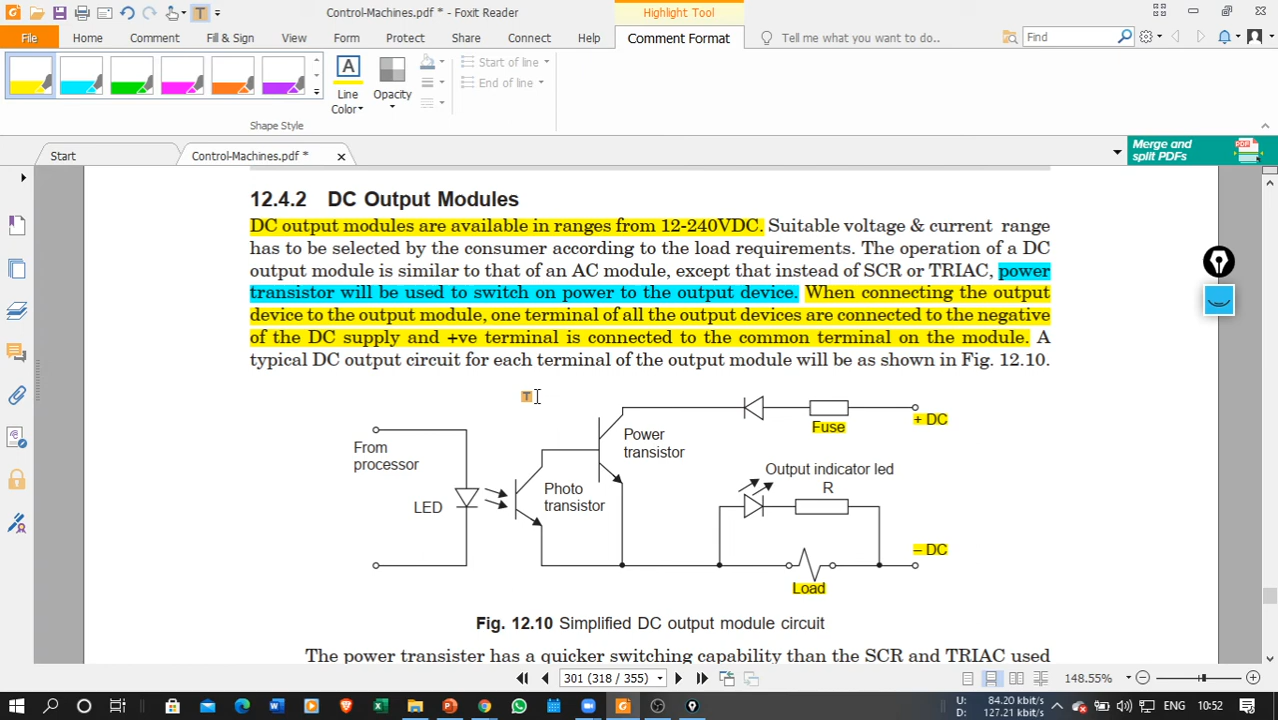 Control-Machines.pdf * - Foxit Reader
Highlight Tool
File
Home
Comment
Fill & Sign
View
Form
Protect
Share
Connect
Help
Comment Format
Tell me what you want to do..
Find
Line
Color
Opacity
Start of line
End of line
Shape Style
Start
Control-Machines.pdf *
Merge and
split PDFs
PDF
12.4.2 DC Output Modules
DC output modules are available in ranges from 12-240VDC. Suitable voltage & current range
has to be selected by the consumer according to the load requirements. The operation of a DC
output module is similar to that of an AC module, except that instead of SCR or TRIAC, power
transistor will be used to switch on power to the output device. When connecting the output
device to the output module, one terminal of all the output devices are connected to the negative
of the DC supply and +ve terminal is connected to the common terminal on the module. A
typical DC output circuit for each terminal of the output module will be as shown in Fig. 12.10.
T
From
processor
LED
Photo
transistor
Power
transistor
Fuse
+ DC
Output indicator led
R
– DC
Load
Fig. 12.10 Simplified DC output module circuit
The power transister has a quicker switching capability than the SCR and TRIAC used
301 (318 / 355)
148.55%
U: 84.20 kbit/s
D: 127.21 kbit/s
ENG
10:52